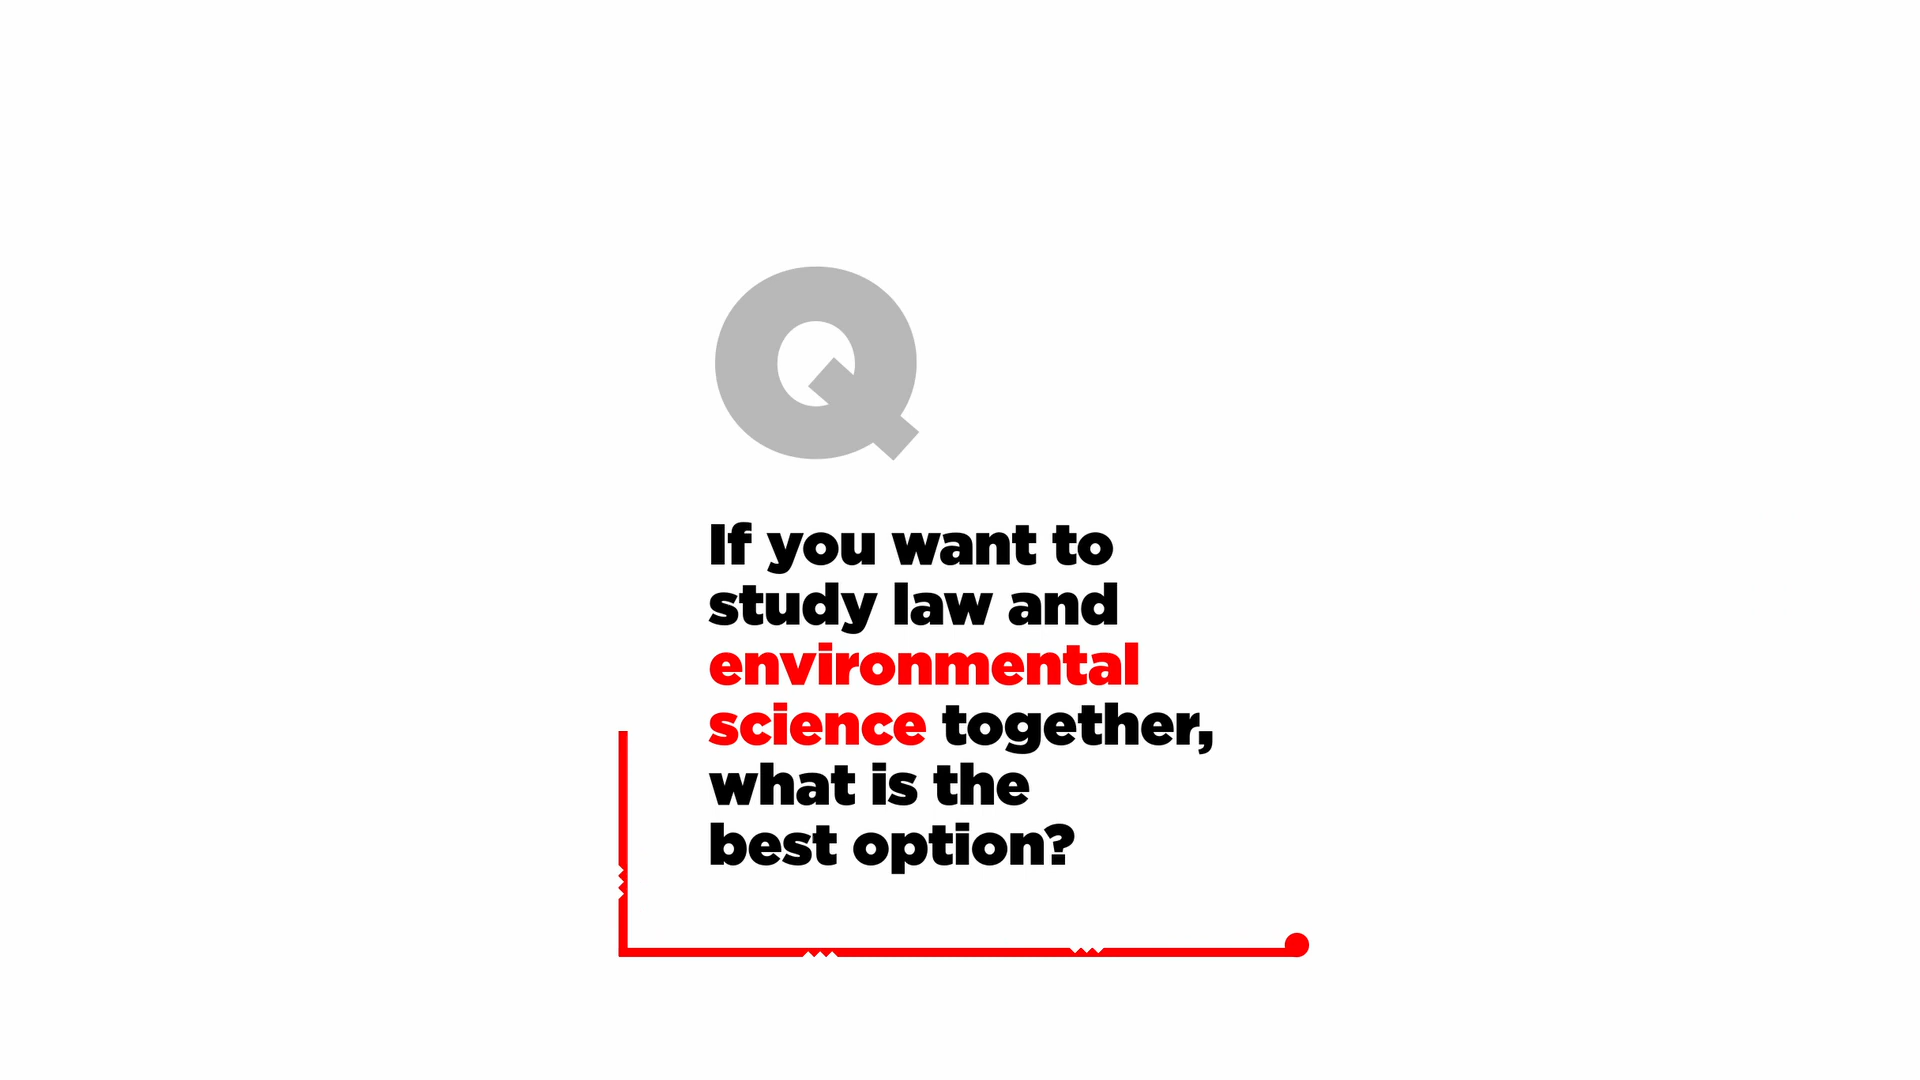 Q
If you want to
study law and
environmental
science together,
what is the
best option?